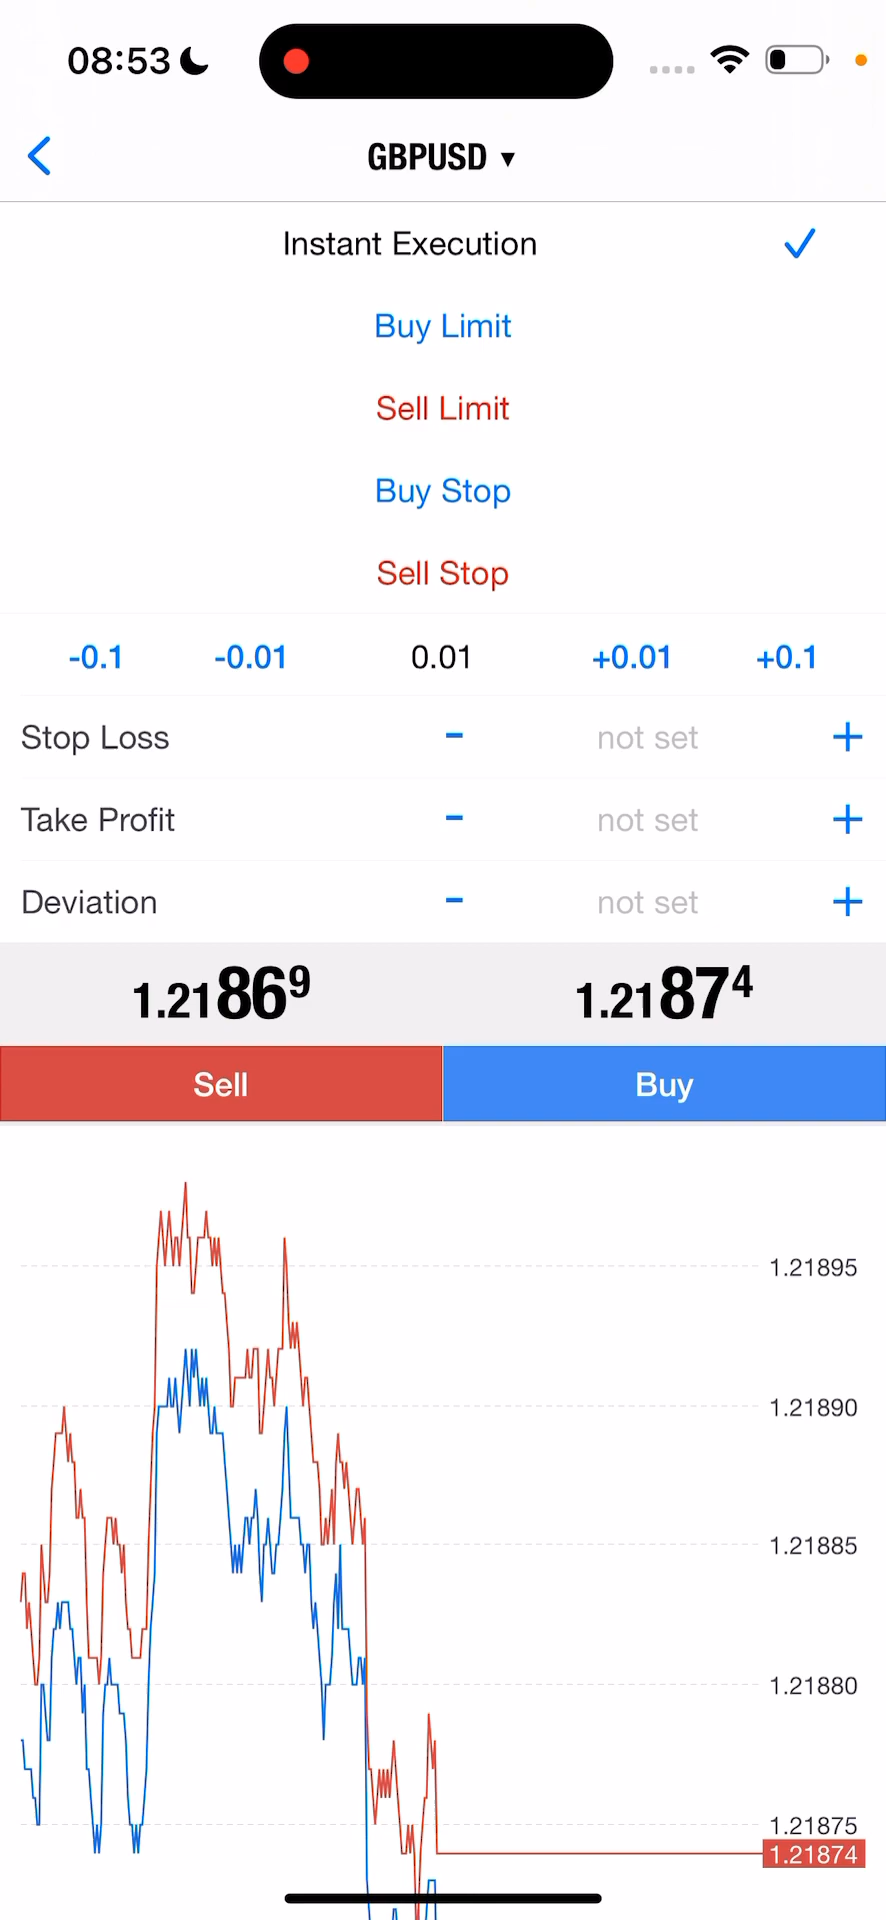 08:53
GBPUSD ▼
Instant Execution
Buy Limit
Sell Limit
Buy Stop
Sell Stop
-0.1 -0.01 0.01 +0.01 +0.1
Stop Loss - not set +
Take Profit - not set +
Deviation - not set +
1.21869 1.21874
Sell Buy
1.21895
1.21890
1.21885
1.21880
1.21875
1.21874